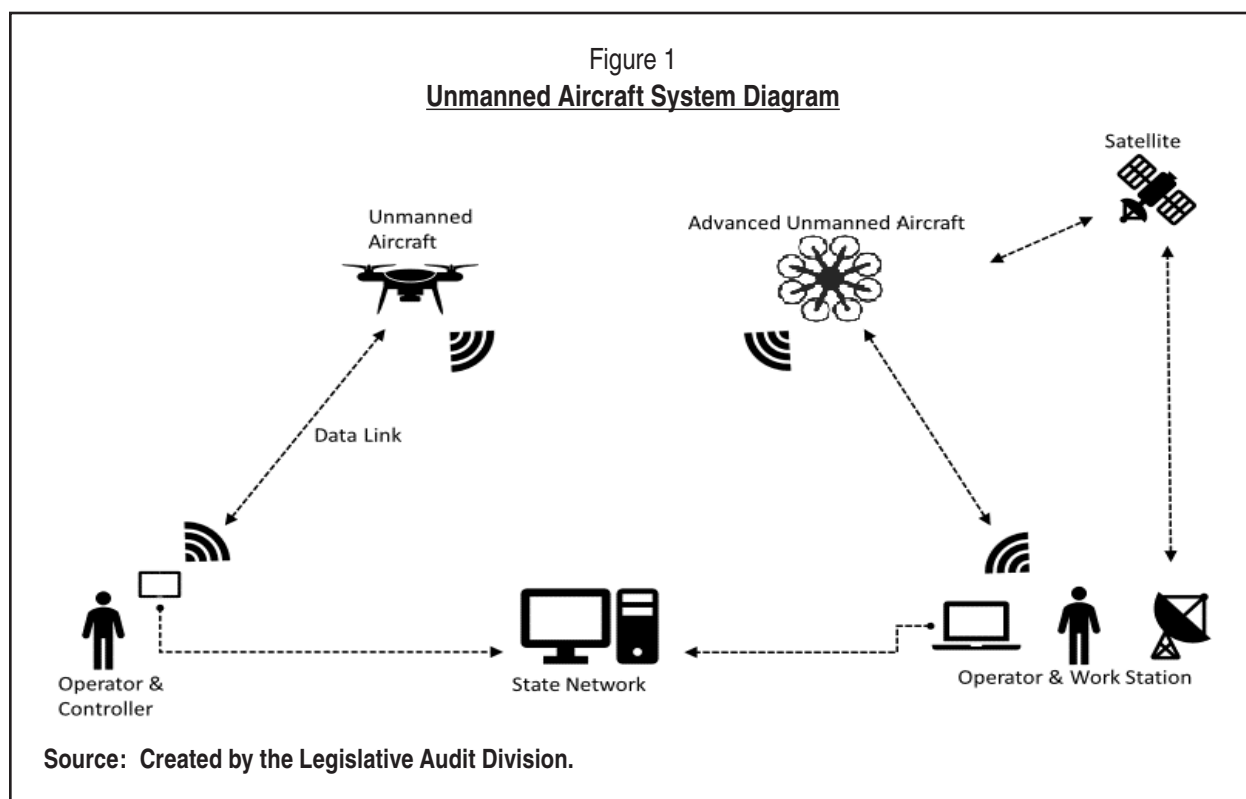 Figure 1
Unmanned Aircraft System Diagram
Satellite
Unmanned
Aircraft
Advanced Unmanned Aircraft
Data Link
Operator &
Controller
State Network
Operator & Work Station
Source: Created by the Legislative Audit Division.